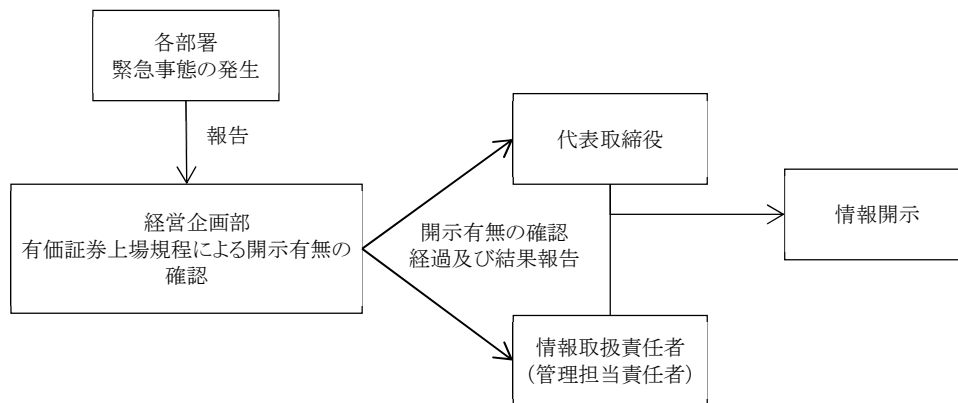 各部署
緊急事態の発生
報告
代表取締役
経営企画部
有価証券上場規程による開示有無の
確認
開示有無の確認
経過及び結果報告
情報開示
情報取扱責任者
（管理担当責任者）